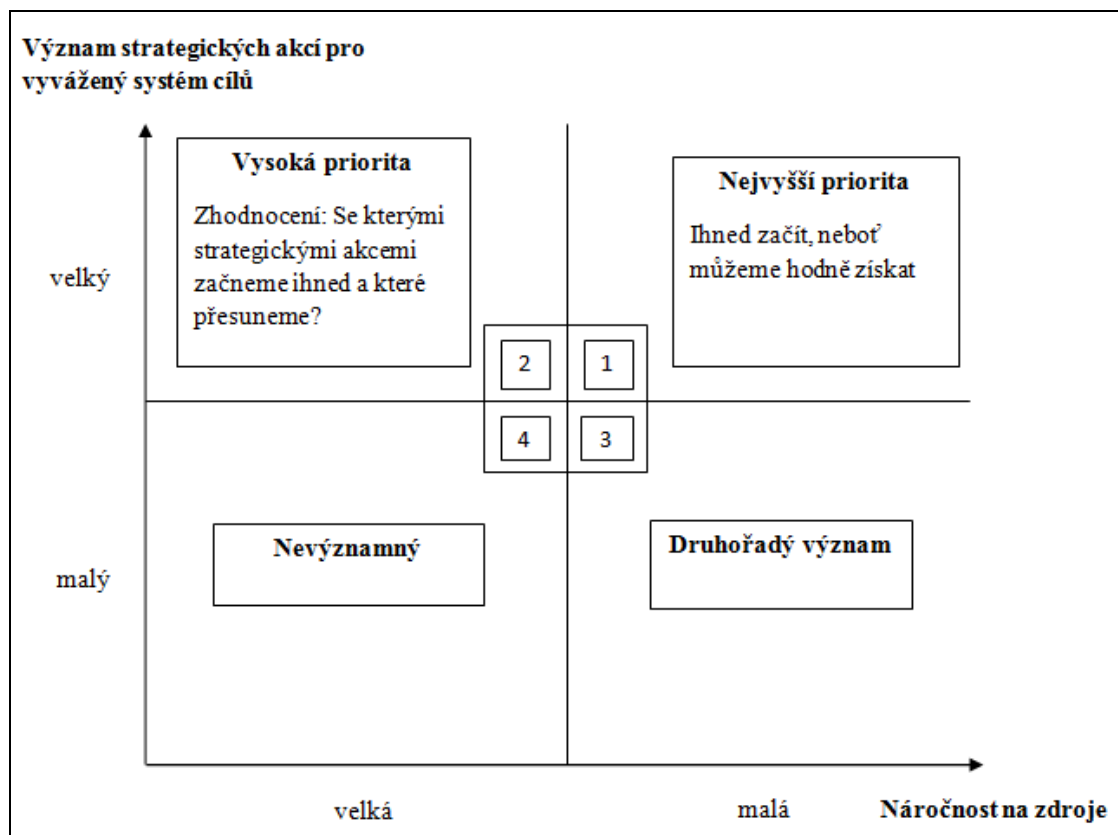 Význam strategických akcí pro
vyvážený systém cílů
Vysoká priorita
Zhodnocení: Se kterými
strategickými akcemi
začneme ihned a které
přesuneme?
Nejvyšší priorita
Ihned začít, neboť
můžeme hodně získat
velký
2
1
4
3
Nevýznamný
Druhořadý význam
malý
velká
malá
Náročnost na zdroje